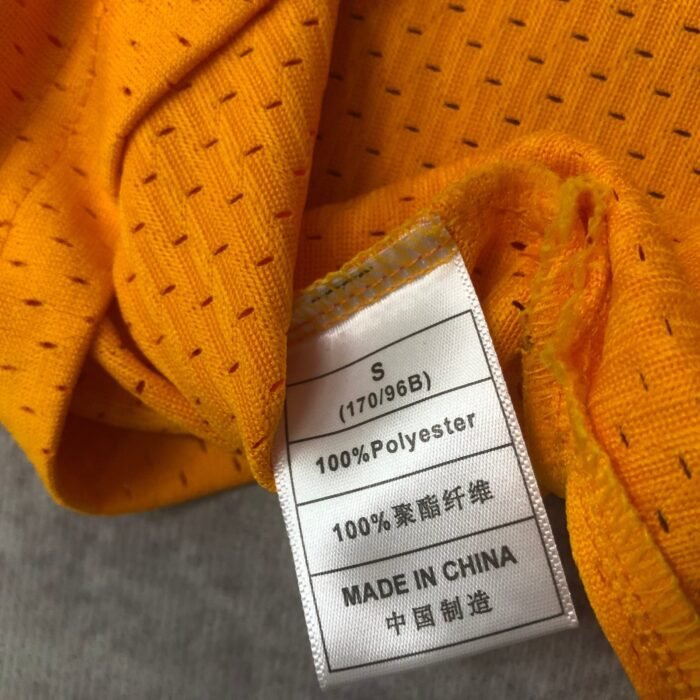 S
(170/96B)
100%Polyester
100%聚酯纤维
MADE IN CHINA
中国制造